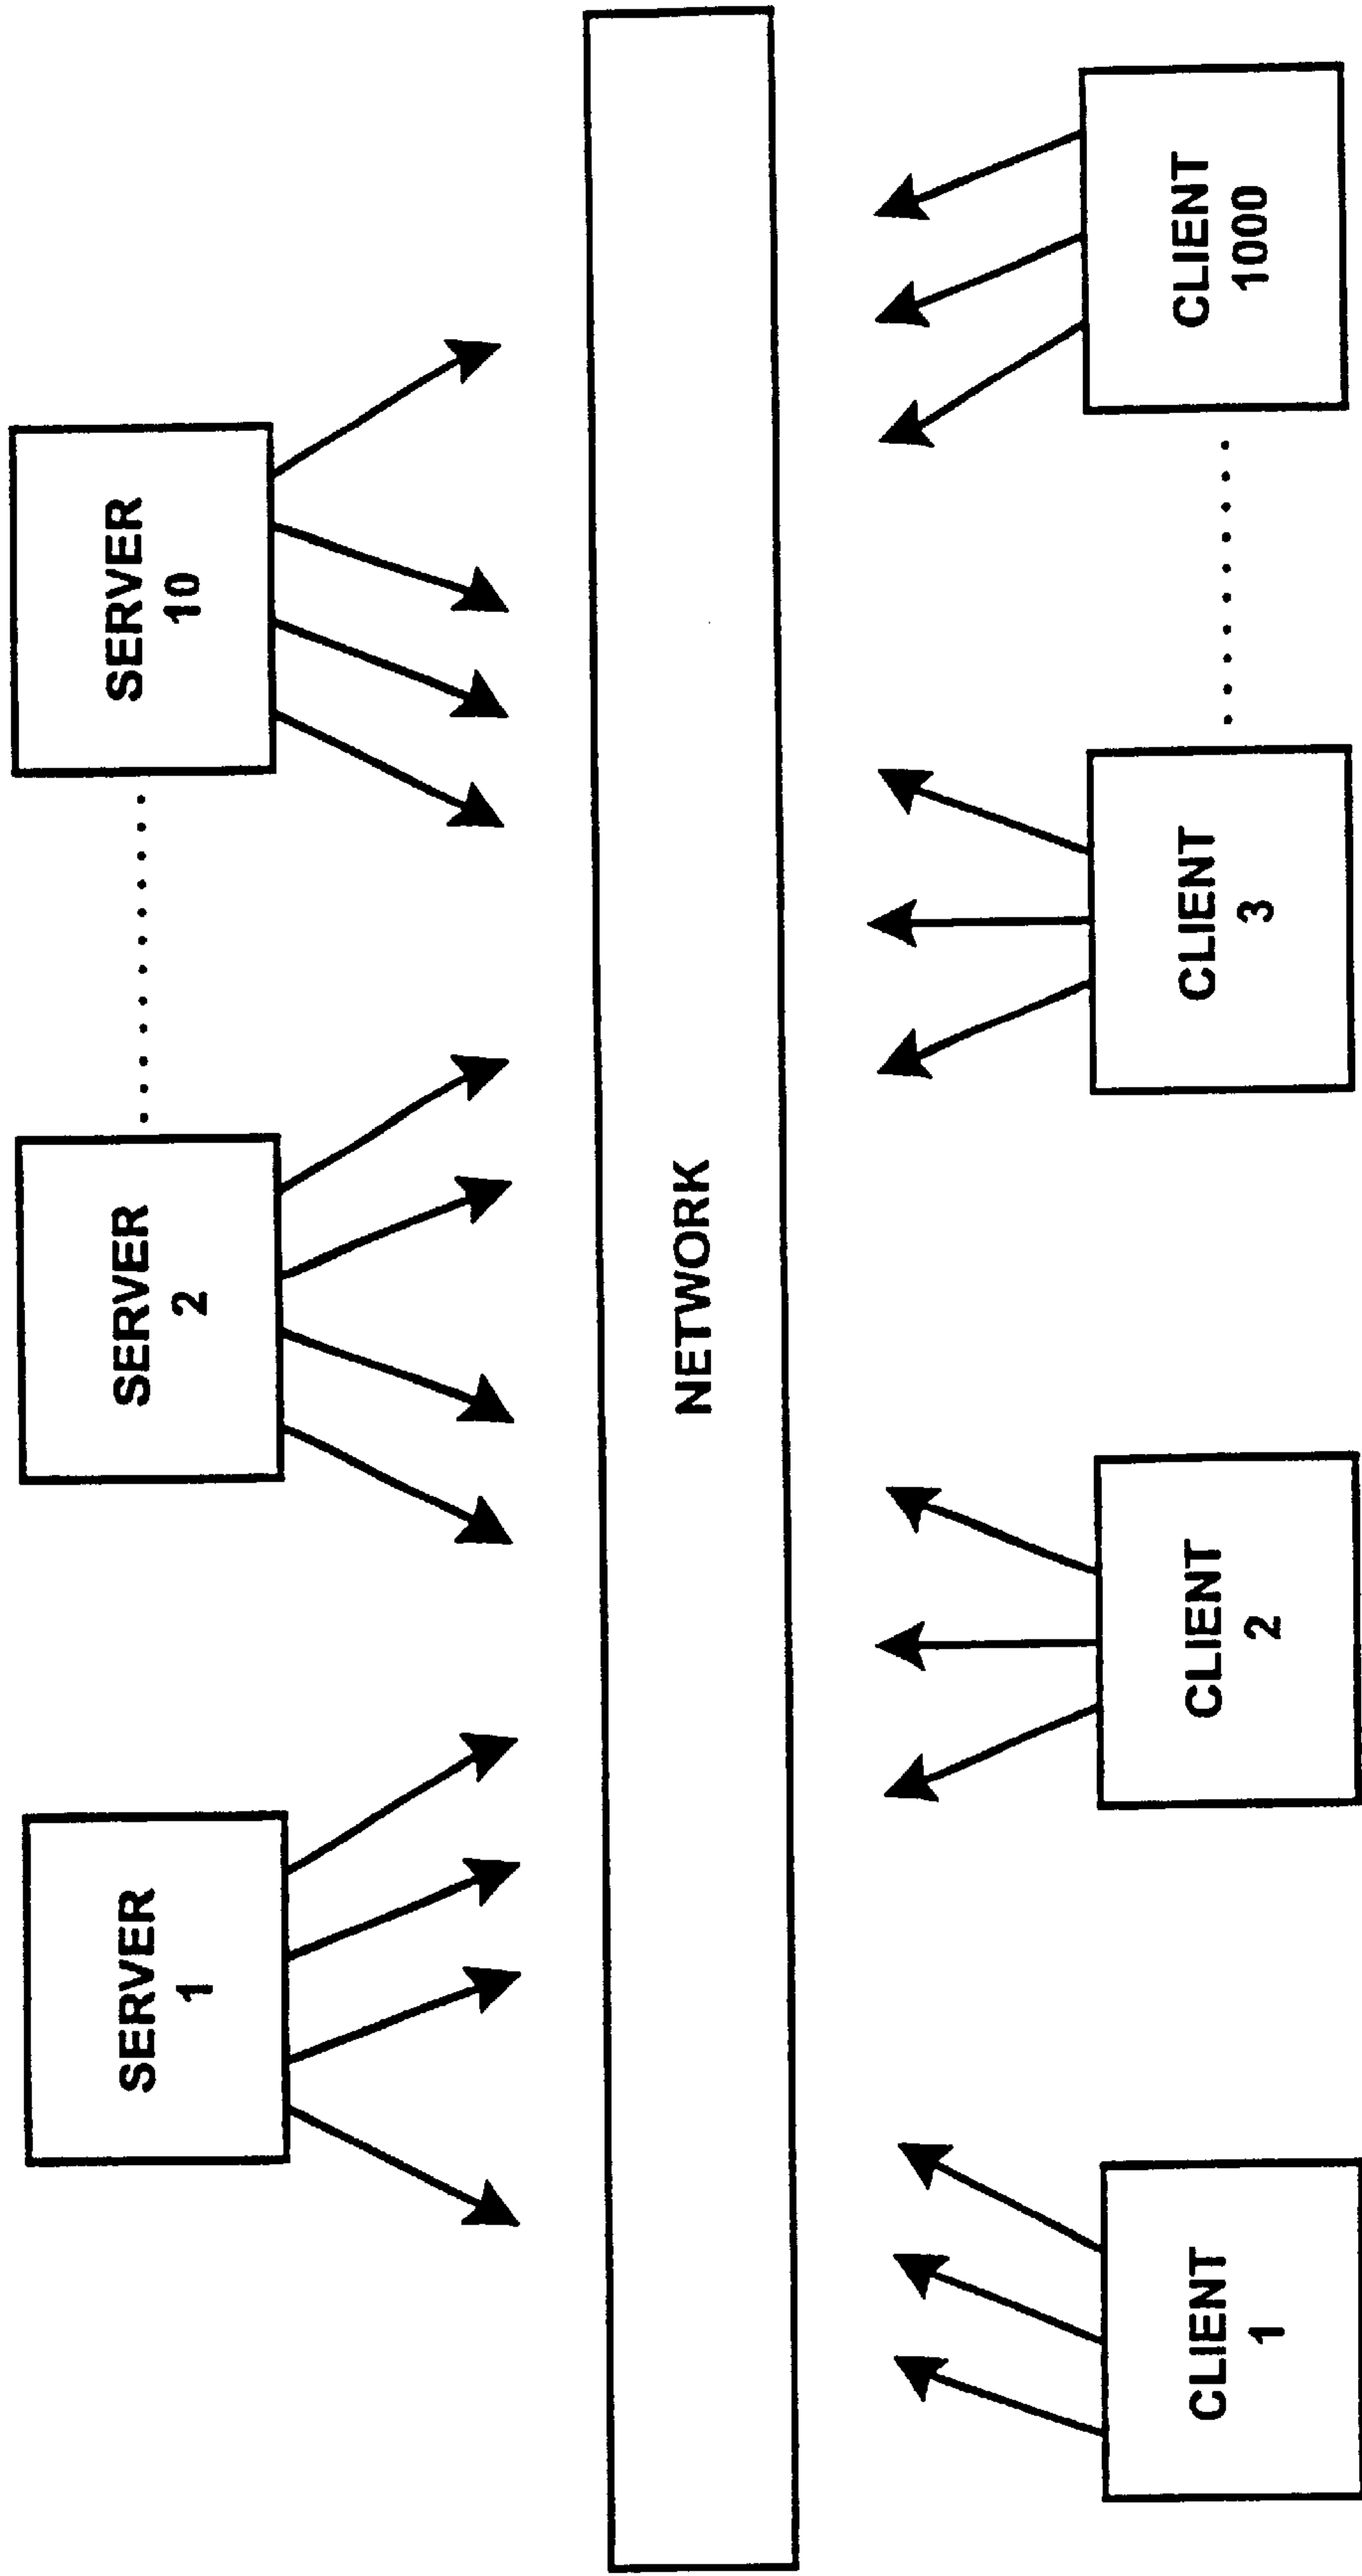 SERVER
1
SERVER
2
SERVER
10
NETWORK
CLIENT
1
CLIENT
2
CLIENT
3
CLIENT
1000